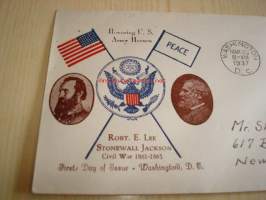 Honoring U.S.
Army Heroes
PEACE
WASHINGTON
1937
D.C.
ROBT. E. LEE
STONEWALL JACKSON
Civil War 1861-1865
First Day of Issue - Washington, D. C.
Mr. S
617 E
New